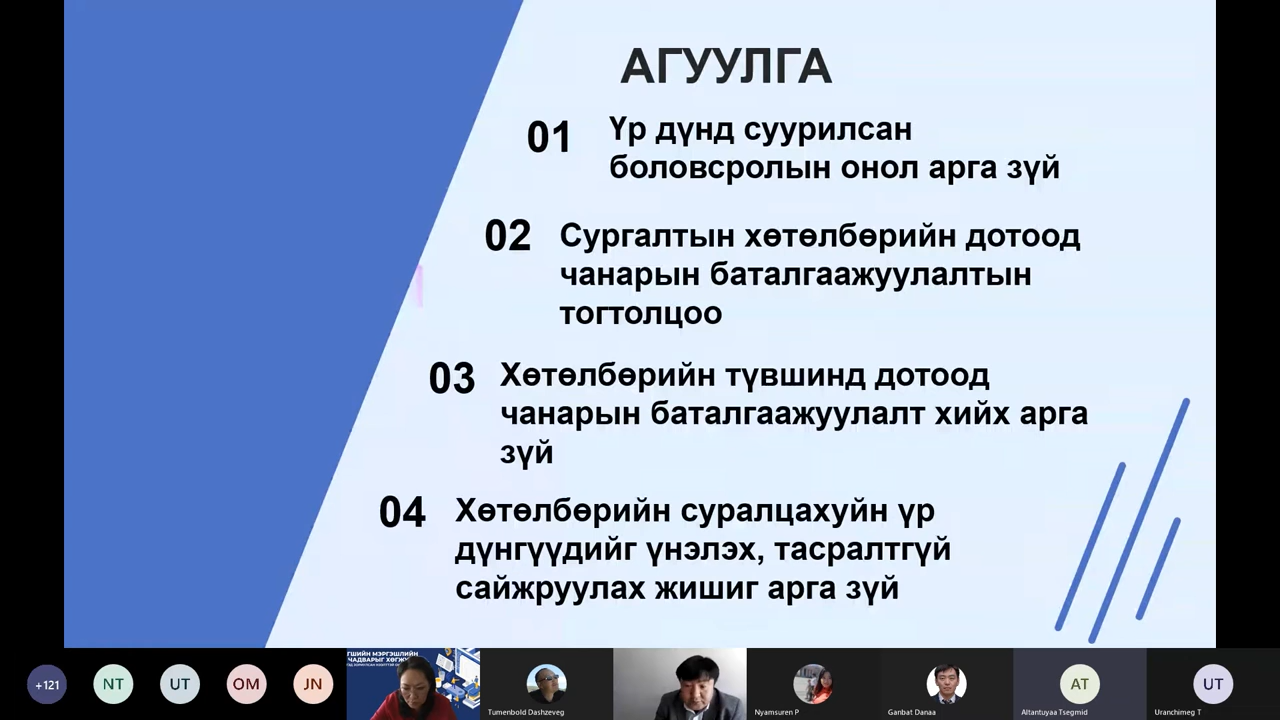 АГУУЛГА
01
Үр дүнд суурилсан
боловсролын онол арга зүй
02
Сургалтын хөтөлбөрийн дотоод
чанарын баталгаажуулалтын
тогтолцоо
03
Хөтөлбөрийн түвшинд дотоод
чанарын баталгаажуулалт хийх арга
зүй
04
Хөтөлбөрийн суралцахуйн үр
дүнгүүдийг үнэлэх, тасралтгүй
сайжруулах жишиг арга зүй
+121
NT
UT
OM
JN
ГШИЙН МЭРГЭШЛИЙН
Tumenbold Dashzeveg
Nyamsuren P
Ganbat Danaa
AT
Altantuyaa Tsegmid
UT
Uranchimeg T